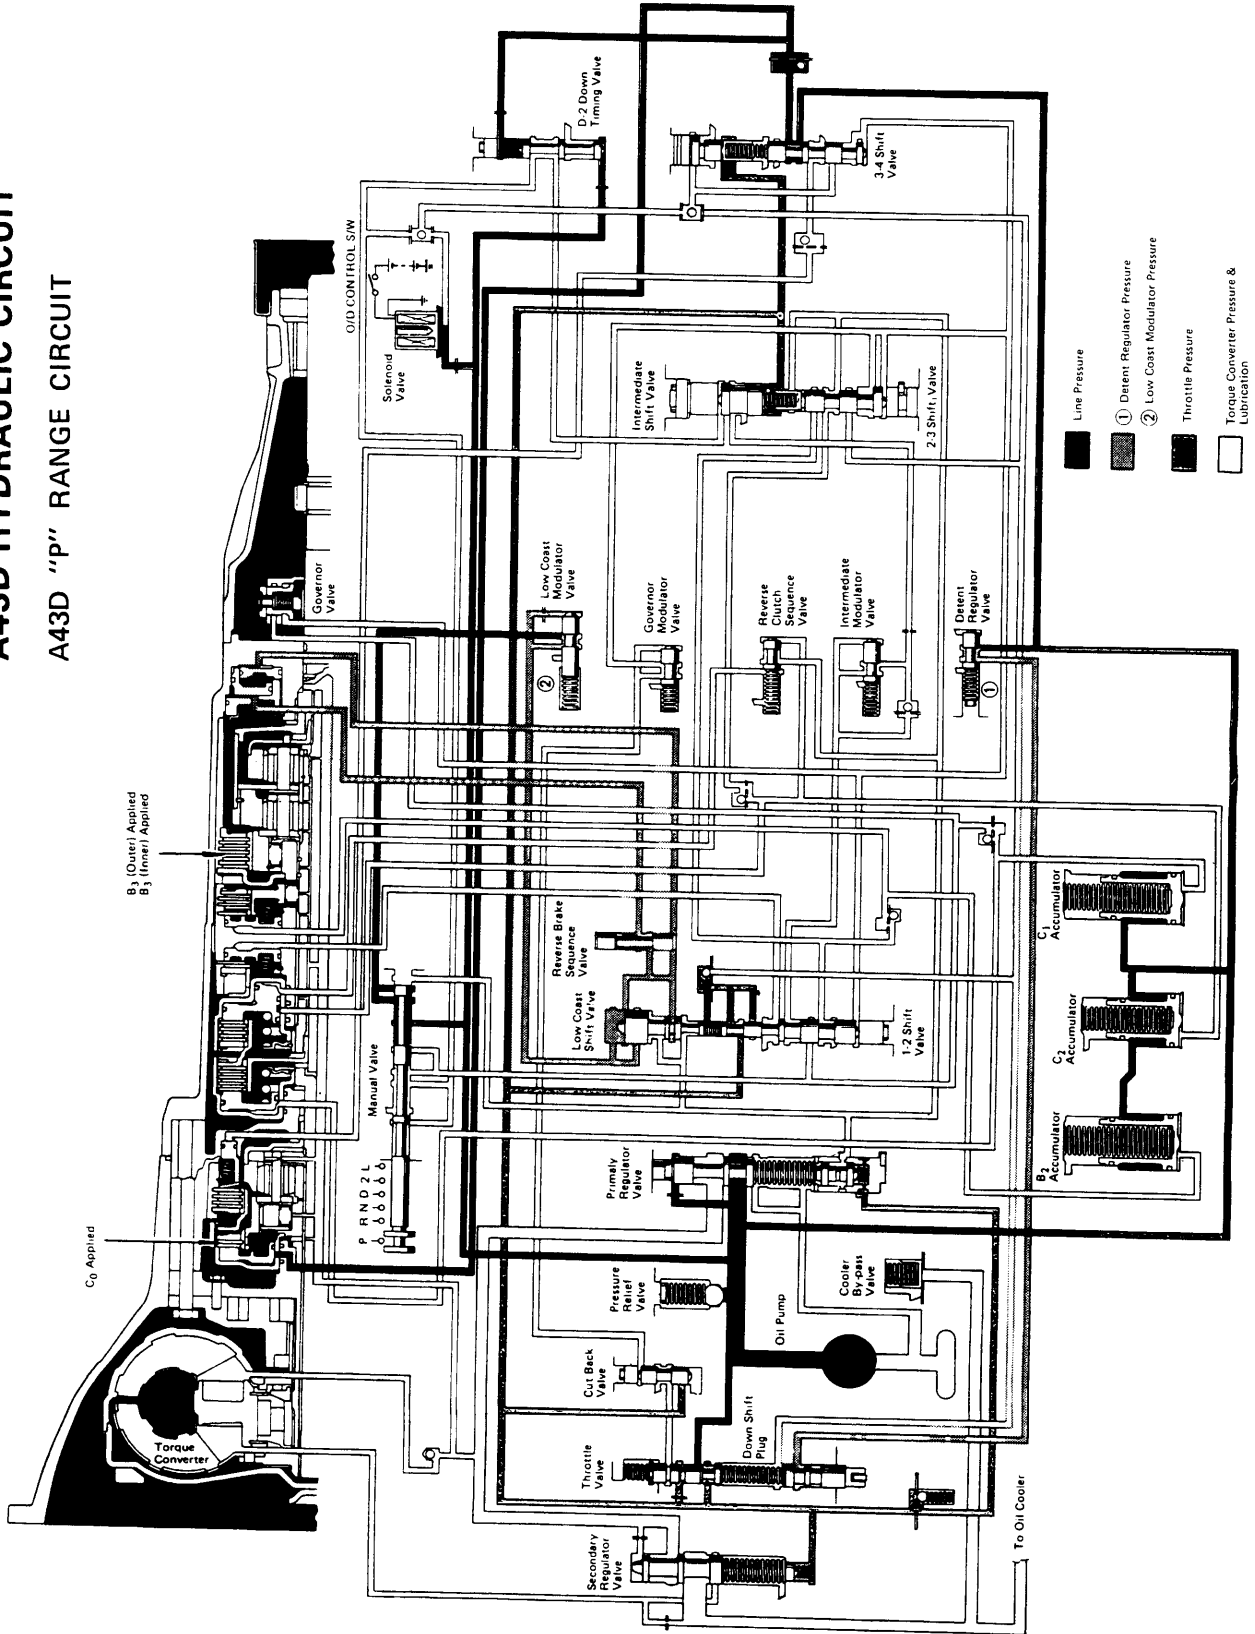 A43D HYDRAULIC CIRCUIT
A43D "P" RANGE CIRCUIT
D-2 Down
Timing Valve
3-4 Shift
Valve
O/D CONTROL S/W
Solenoid
Valve
Intermediate
Shift Valve
2-3 Shift Valve
Line Pressure
① Detent Regulator Pressure
② Low Coast Modulator Pressure
Throttle Pressure
Torque Converter Pressure &
Lubrication
Governor
Valve
Low Coast
Modulator
Valve
②
Governor
Modulator
Valve
Reverse
Clutch
Sequence
Valve
Intermediate
Modulator
Valve
Detent
Regulator
Valve
①
B3 (Outer) Applied
B3 (Inner) Applied
Reverse Brake
Sequence
Valve
Low Coast
Shift Valve
1-2 Shift
Valve
Manual Valve
P R N D 2 L
C1
Accumulator
C2
Accumulator
B2
Accumulator
Primaly
Regulator
Valve
C0 Applied
Pressure
Relief
Valve
Cooler
By-pass
Valve
Oil Pump
Cut Back
Valve
Torque
Converter
Throttle
Valve
Down Shift
Plug
Secondary
Regulator
Valve
To Oil Cooler